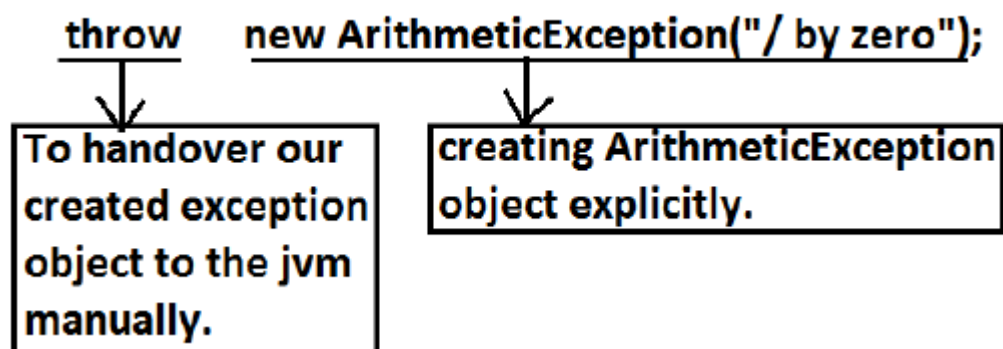 throw new ArithmeticException("/ by zero");
To handover our
created exception
object to the jvm
manually.
creating ArithmeticException
object explicitly.